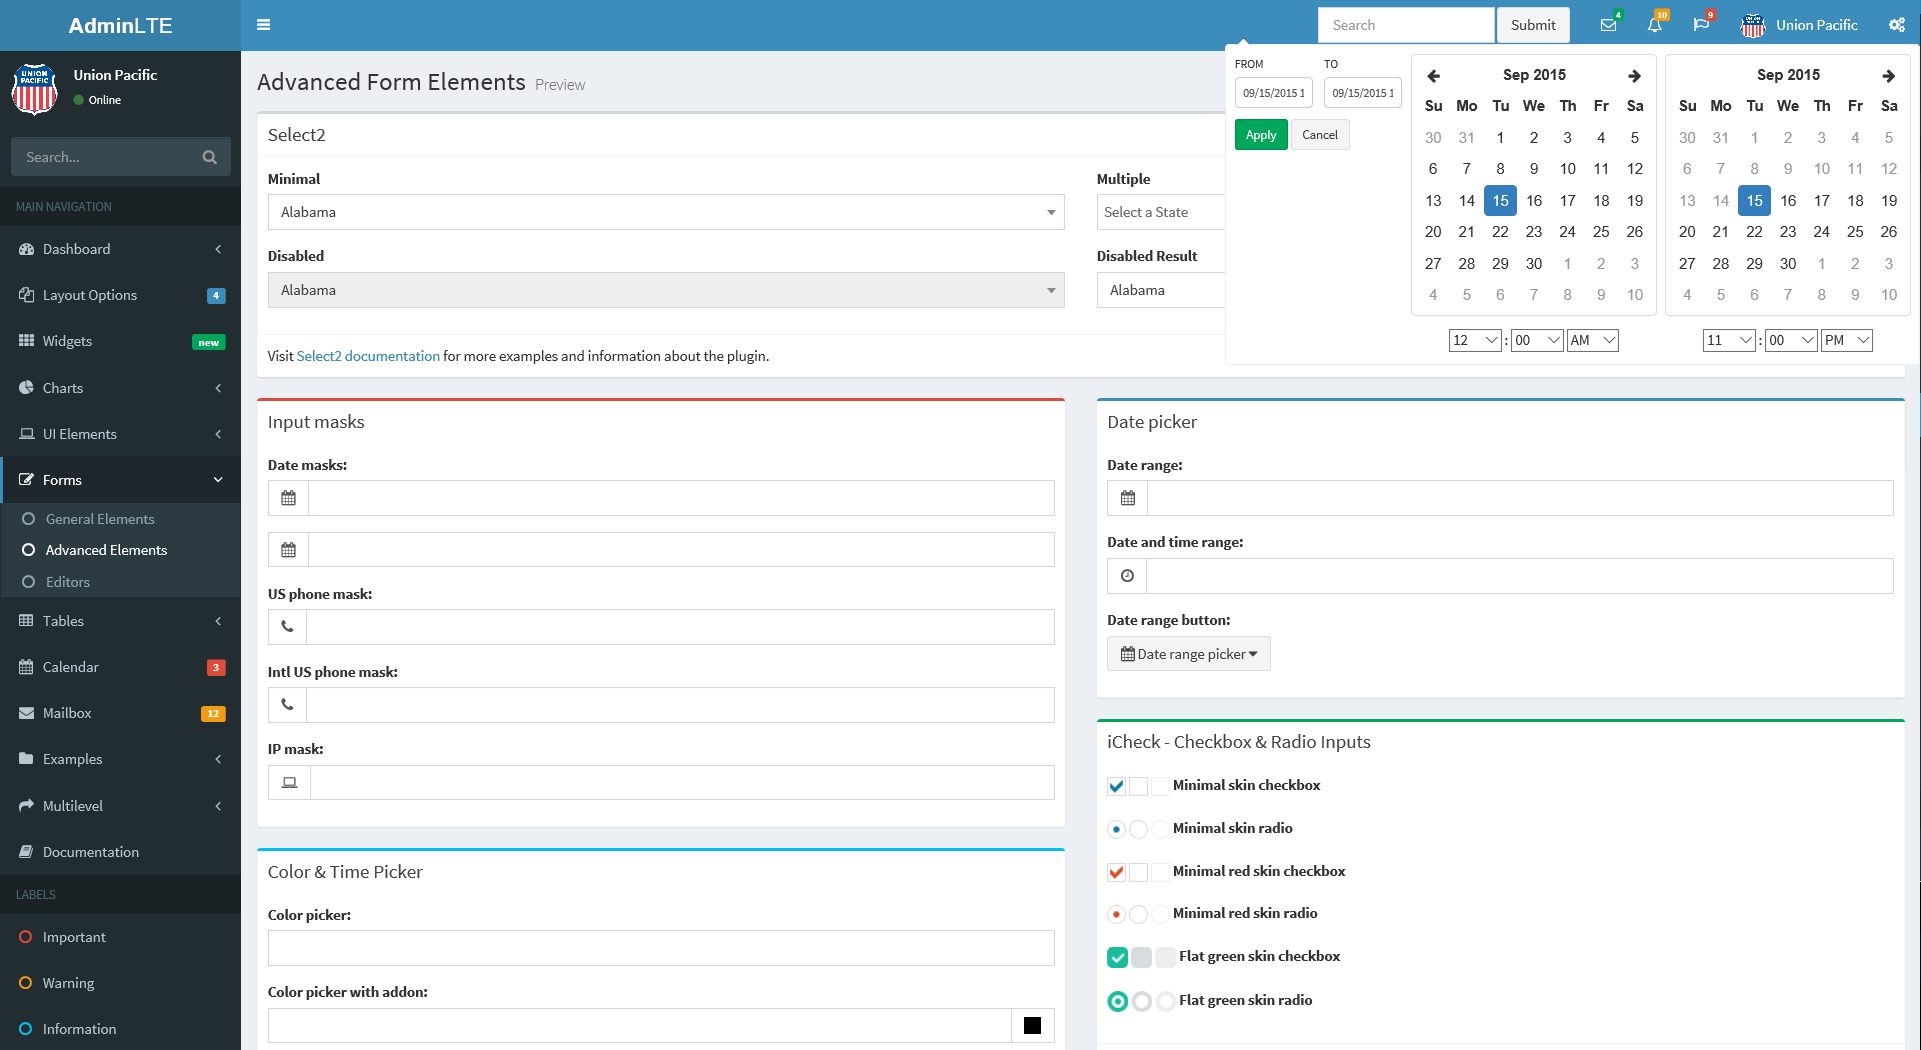 AdminLTE
Search
Submit
4
10
9
Union Pacific
Union Pacific
Online
Search...
MAIN NAVIGATION
Dashboard
Layout Options 4
Widgets new
Charts
UI Elements
Forms
General Elements
Advanced Elements
Editors
Tables
Calendar 3
Mailbox 12
Examples
Multilevel
Documentation
LABELS
Important
Warning
Information
Advanced Form Elements Preview
Select2
Minimal
Alabama
Disabled
Alabama
Multiple
Select a State
Disabled Result
Alabama
Visit Select2 documentation for more examples and information about the plugin.
FROM TO
09/15/2015 1 09/15/2015 1
Apply Cancel
Sep 2015
Su Mo Tu We Th Fr Sa
30 31 1 2 3 4 5
6 7 8 9 10 11 12
13 14 15 16 17 18 19
20 21 22 23 24 25 26
27 28 29 30 1 2 3
4 5 6 7 8 9 10
12 : 00 AM
Sep 2015
Su Mo Tu We Th Fr Sa
30 31 1 2 3 4 5
6 7 8 9 10 11 12
13 14 15 16 17 18 19
20 21 22 23 24 25 26
27 28 29 30 1 2 3
4 5 6 7 8 9 10
11 : 00 PM
Input masks
Date masks:
US phone mask:
Intl US phone mask:
IP mask:
Color & Time Picker
Color picker:
Color picker with addon:
Date picker
Date range:
Date and time range:
Date range button:
Date range picker
iCheck - Checkbox & Radio Inputs
Minimal skin checkbox
Minimal skin radio
Minimal red skin checkbox
Minimal red skin radio
Flat green skin checkbox
Flat green skin radio
UNION
PACIFIC